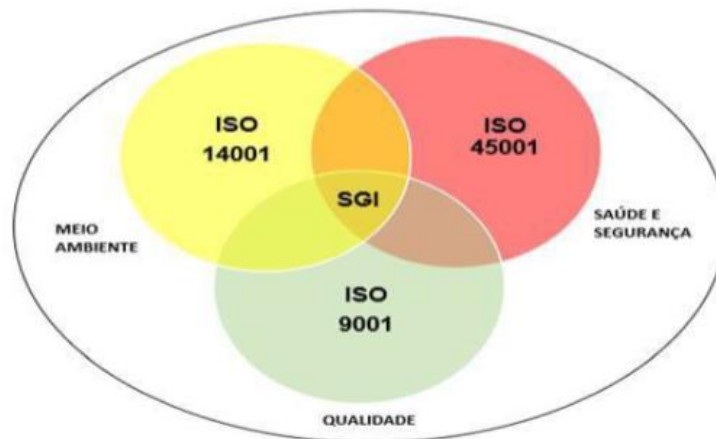 ISO
14001
ISO
45001
SGI
MEIO
AMBIENTE
SAÚDE E
SEGURANÇA
ISO
9001
QUALIDADE